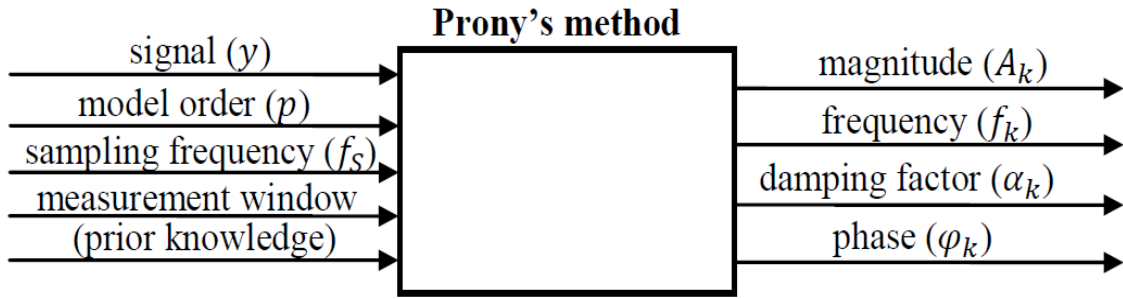 Prony's method
signal (y)
model order (p)
sampling frequency (fₛ)
measurement window
(prior knowledge)
magnitude (Aₖ)
frequency (fₖ)
damping factor (αₖ)
phase (φₖ)